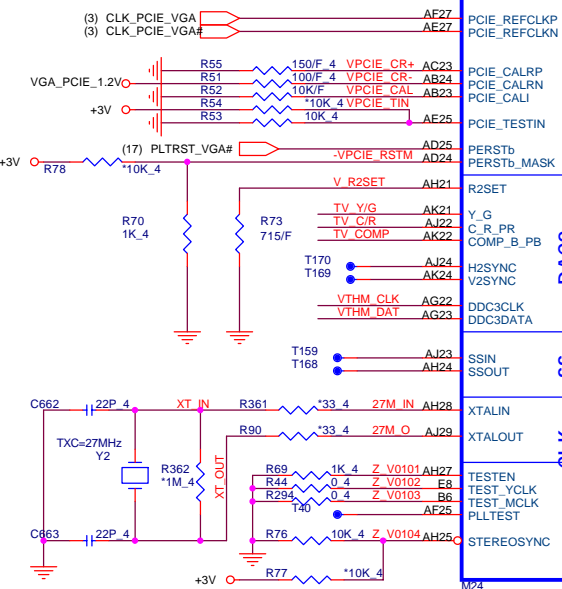 (3) CLK_PCIE_VGA AF27 PCIE_REFCLKP
(3) CLK_PCIE_VGA# AE27 PCIE_REFCLKN
R55 150/F_4 VPCIE_CR+ AC23 PCIE_CALRP
VGA_PCIE_1.2V R51 100/F_4 VPCIE_CR- AB24 PCIE_CALRN
R52 10K/F VPCIE_CAL AB23 PCIE_CALI
+3V R54 *10K_4 VPCIE_TIN
R53 10K_4 AE25 PCIE_TESTIN
(17) PLTRST_VGA# AD25 PERSTb
+3V R78 *10K_4 -VPCIE_RSTM AD24 PERSTb_MASK
V_R2SET AH21 R2SET
R70 1K_4
R73 715/F
TV_Y/G AK21 Y_G
TV_C/R AJ22 C_R_PR
TV_COMP AK22 COMP_B_PB
T170 AJ24 H2SYNC
T169 AK24 V2SYNC
VTHM_CLK AG22 DDC3CLK
VTHM_DAT AG23 DDC3DATA
T159 AJ23 SSIN
T168 AH24 SSOUT
C662 22P_4 XT_IN R361 *33_4 27M_IN AH28 XTALIN
R90 *33_4 27M_O AJ29 XTALOUT
TXC=27MHz
Y2
R362
*1M_4
XT_OUT
R69 1K_4 Z_V0101 AH27 TESTEN
R44 0_4 Z_V0102 E8 TEST_YCLK
R294 0_4 Z_V0103 B6 TEST_MCLK
T40 AF25 PLLTEST
C663 22P_4
R76 10K_4 Z_V0104 AH25 STEREOSYNC
+3V R77 *10K_4
M24